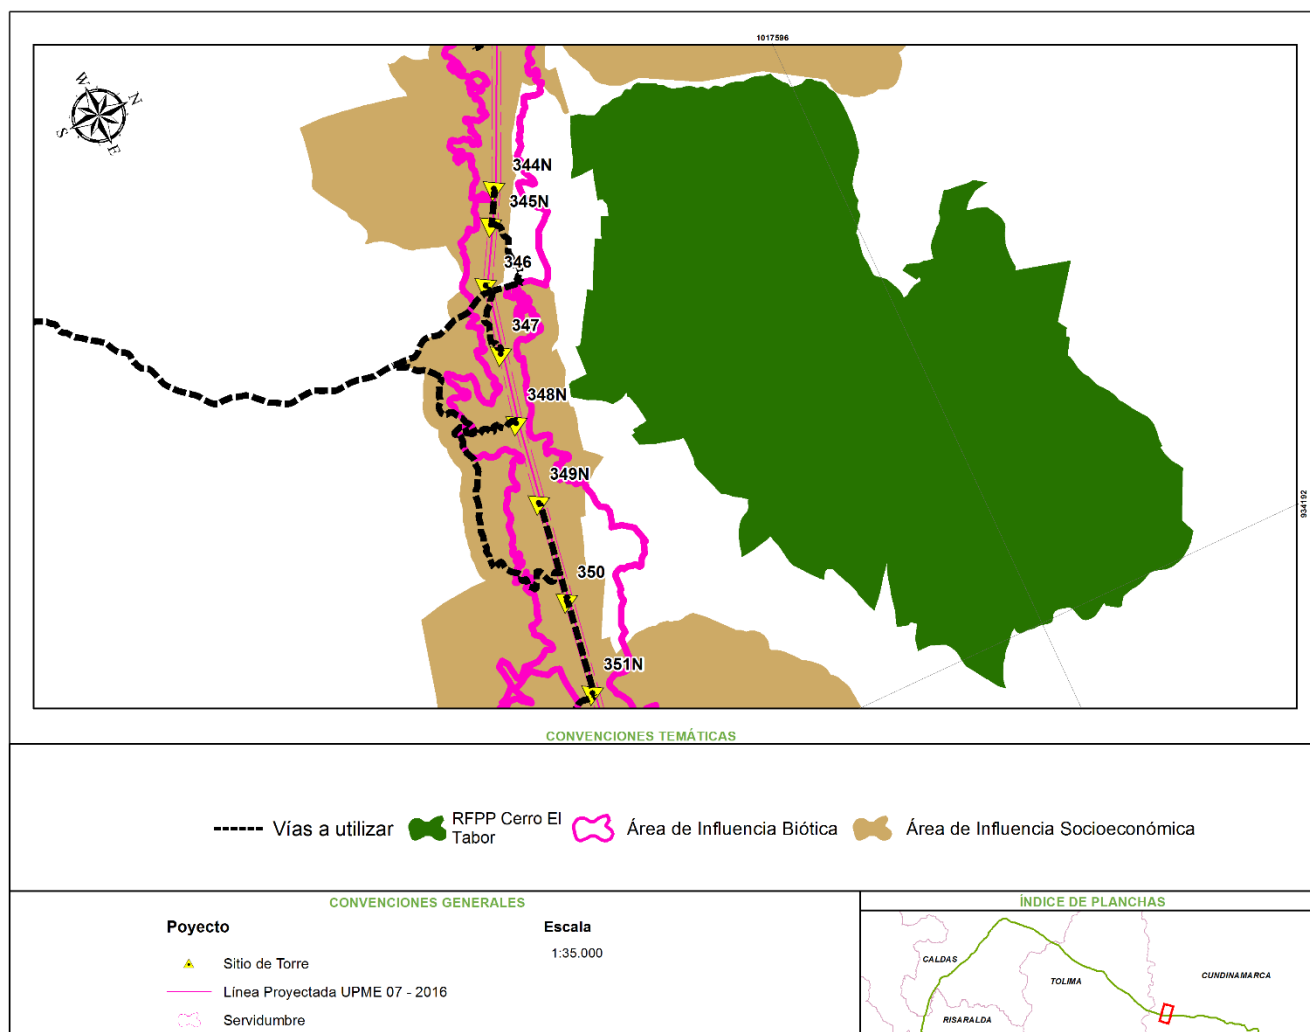 1017596
W
N
S
E
344N
345N
346
347
348N
349N
934192
350
351N
CONVENCIONES TEMÁTICAS
Vías a utilizar
RFPP Cerro El
Tabor
Área de Influencia Biótica
Área de Influencia Socioeconómica
CONVENCIONES GENERALES
ÍNDICE DE PLANCHAS
Poyecto
Escala
1:35.000
Sitio de Torre
Línea Proyectada UPME 07 - 2016
Servidumbre
CALDAS
TOLIMA
CUNDINAMARCA
RISARALDA